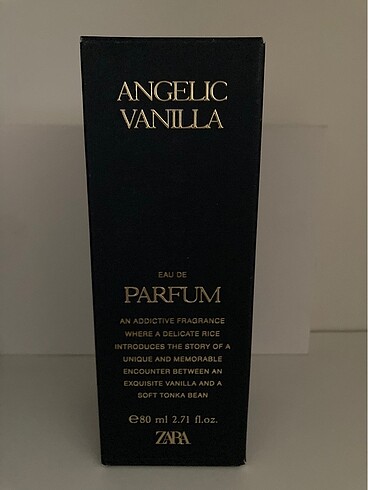 ANGELIC
VANILLA
EAU DE
PARFUM
AN ADDICTIVE FRAGRANCE
WHERE A DELICATE RICE
INTRODUCES THE STORY OF A
UNIQUE AND MEMORABLE
ENCOUNTER BETWEEN AN
EXQUISITE VANILLA AND A
SOFT TONKA BEAN
℮80 ml 2.71 fl.oz.
ZARA